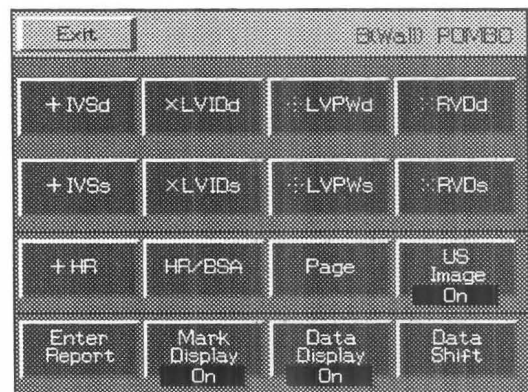 Exit B(Wall) POMBO
+IVSd ×LVIDd ⁘LVPWd ⁙RVDd
+IVSs ×LVIDs ⁘LVPWs ⁙RVDs
+HR HR/BSA Page US
Image
On
Enter Mark Data Data
Report Display Display Shift
On On